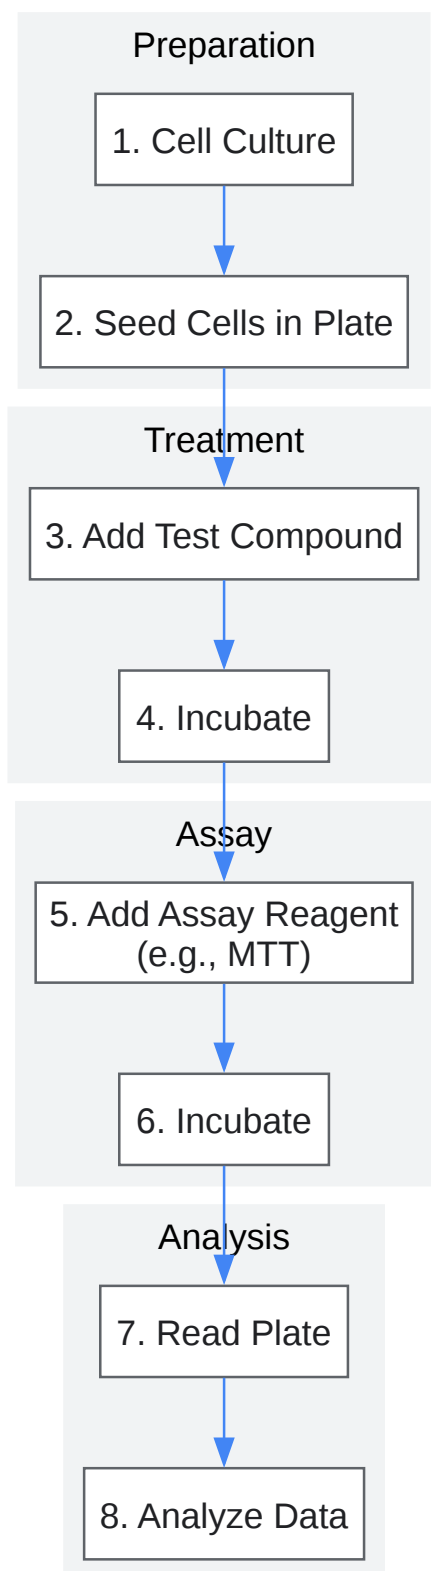 Preparation
1. Cell Culture
2. Seed Cells in Plate
Treatment
3. Add Test Compound
4. Incubate
Assay
5. Add Assay Reagent
(e.g., MTT)
6. Incubate
Analysis
7. Read Plate
8. Analyze Data